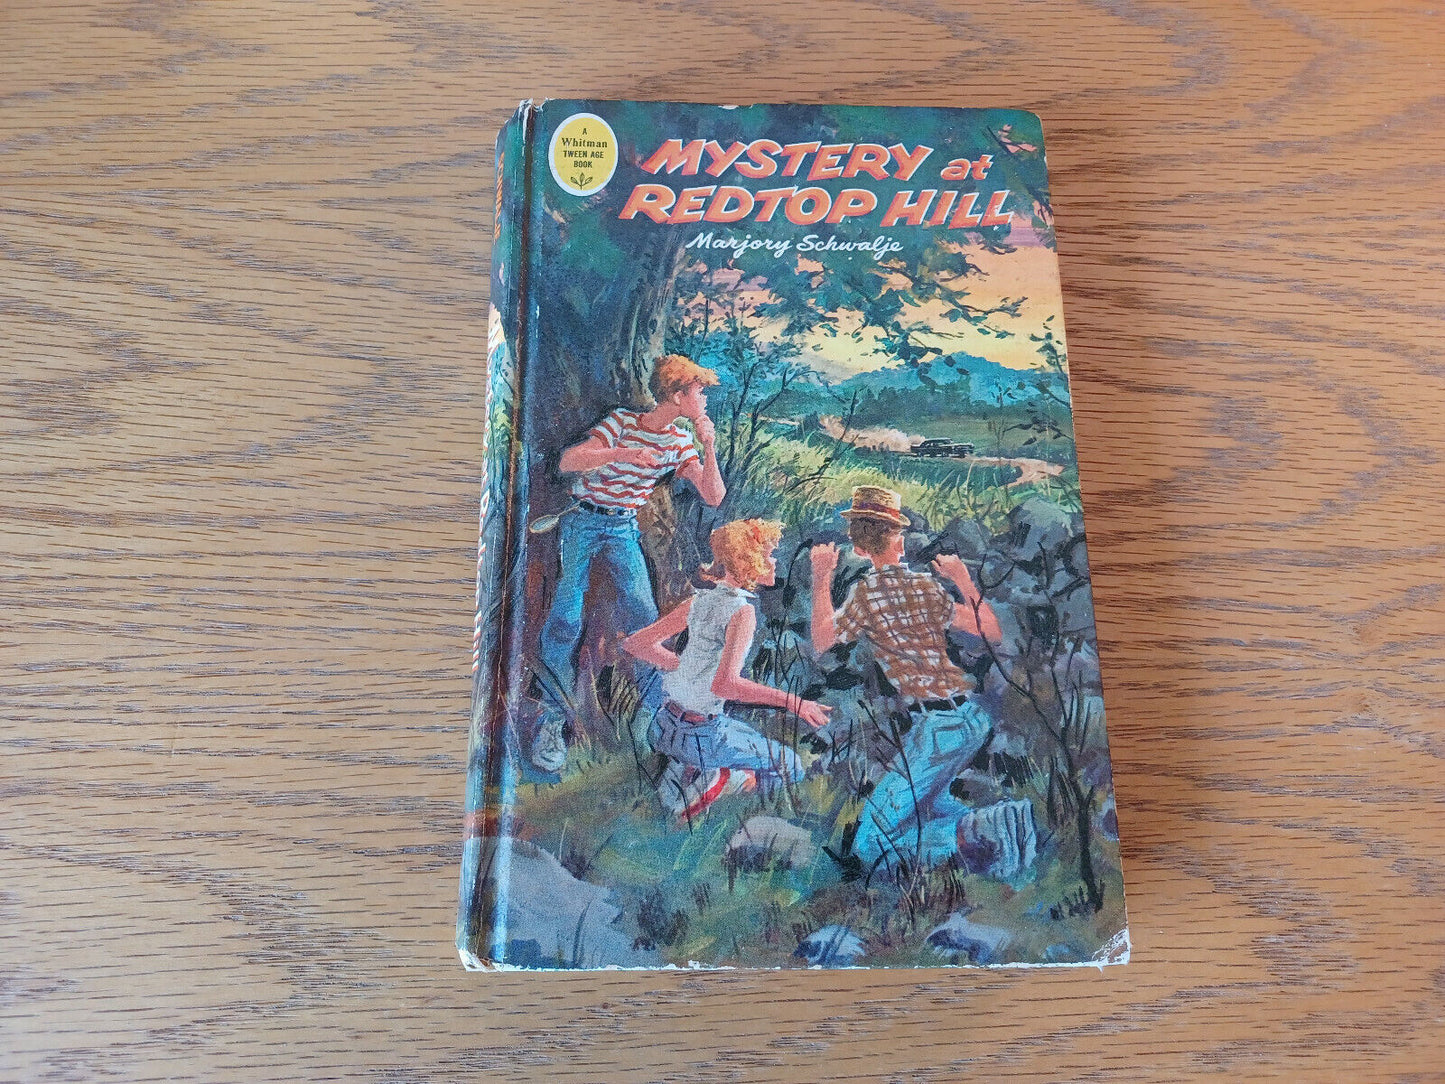 A
Whitman
TWEEN AGE
BOOK
MYSTERY at
REDTOP HILL
Marjory Schwalje